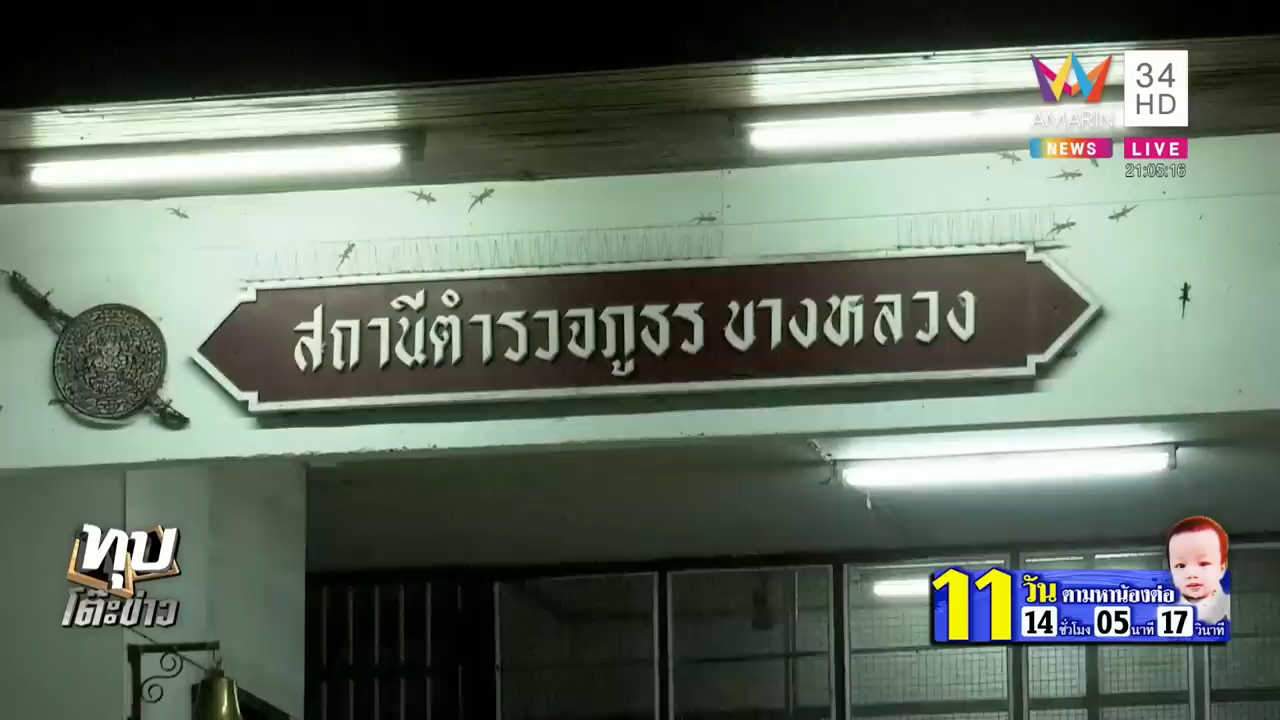 AMARIN
34
HD
NEWS LIVE
21:05:16
สถานีตำรวจภูธร บางหลวง
ทุบ
โต๊ะข่าว
11 วัน ตามหาน้องต่อ
14 ชั่วโมง 05 นาที 17 วินาที